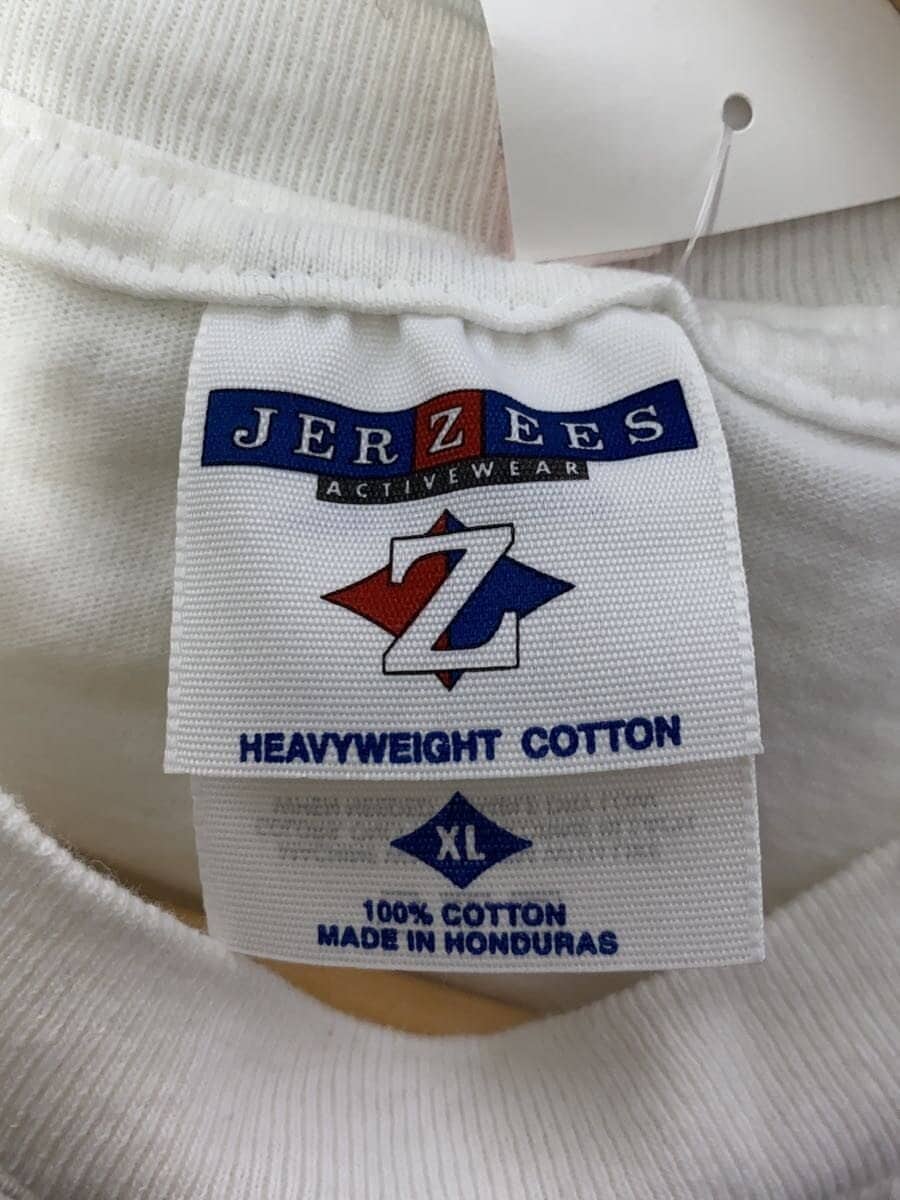 JERZEES
ACTIVEWEAR
Z
HEAVYWEIGHT COTTON
XL
100% COTTON
MADE IN HONDURAS